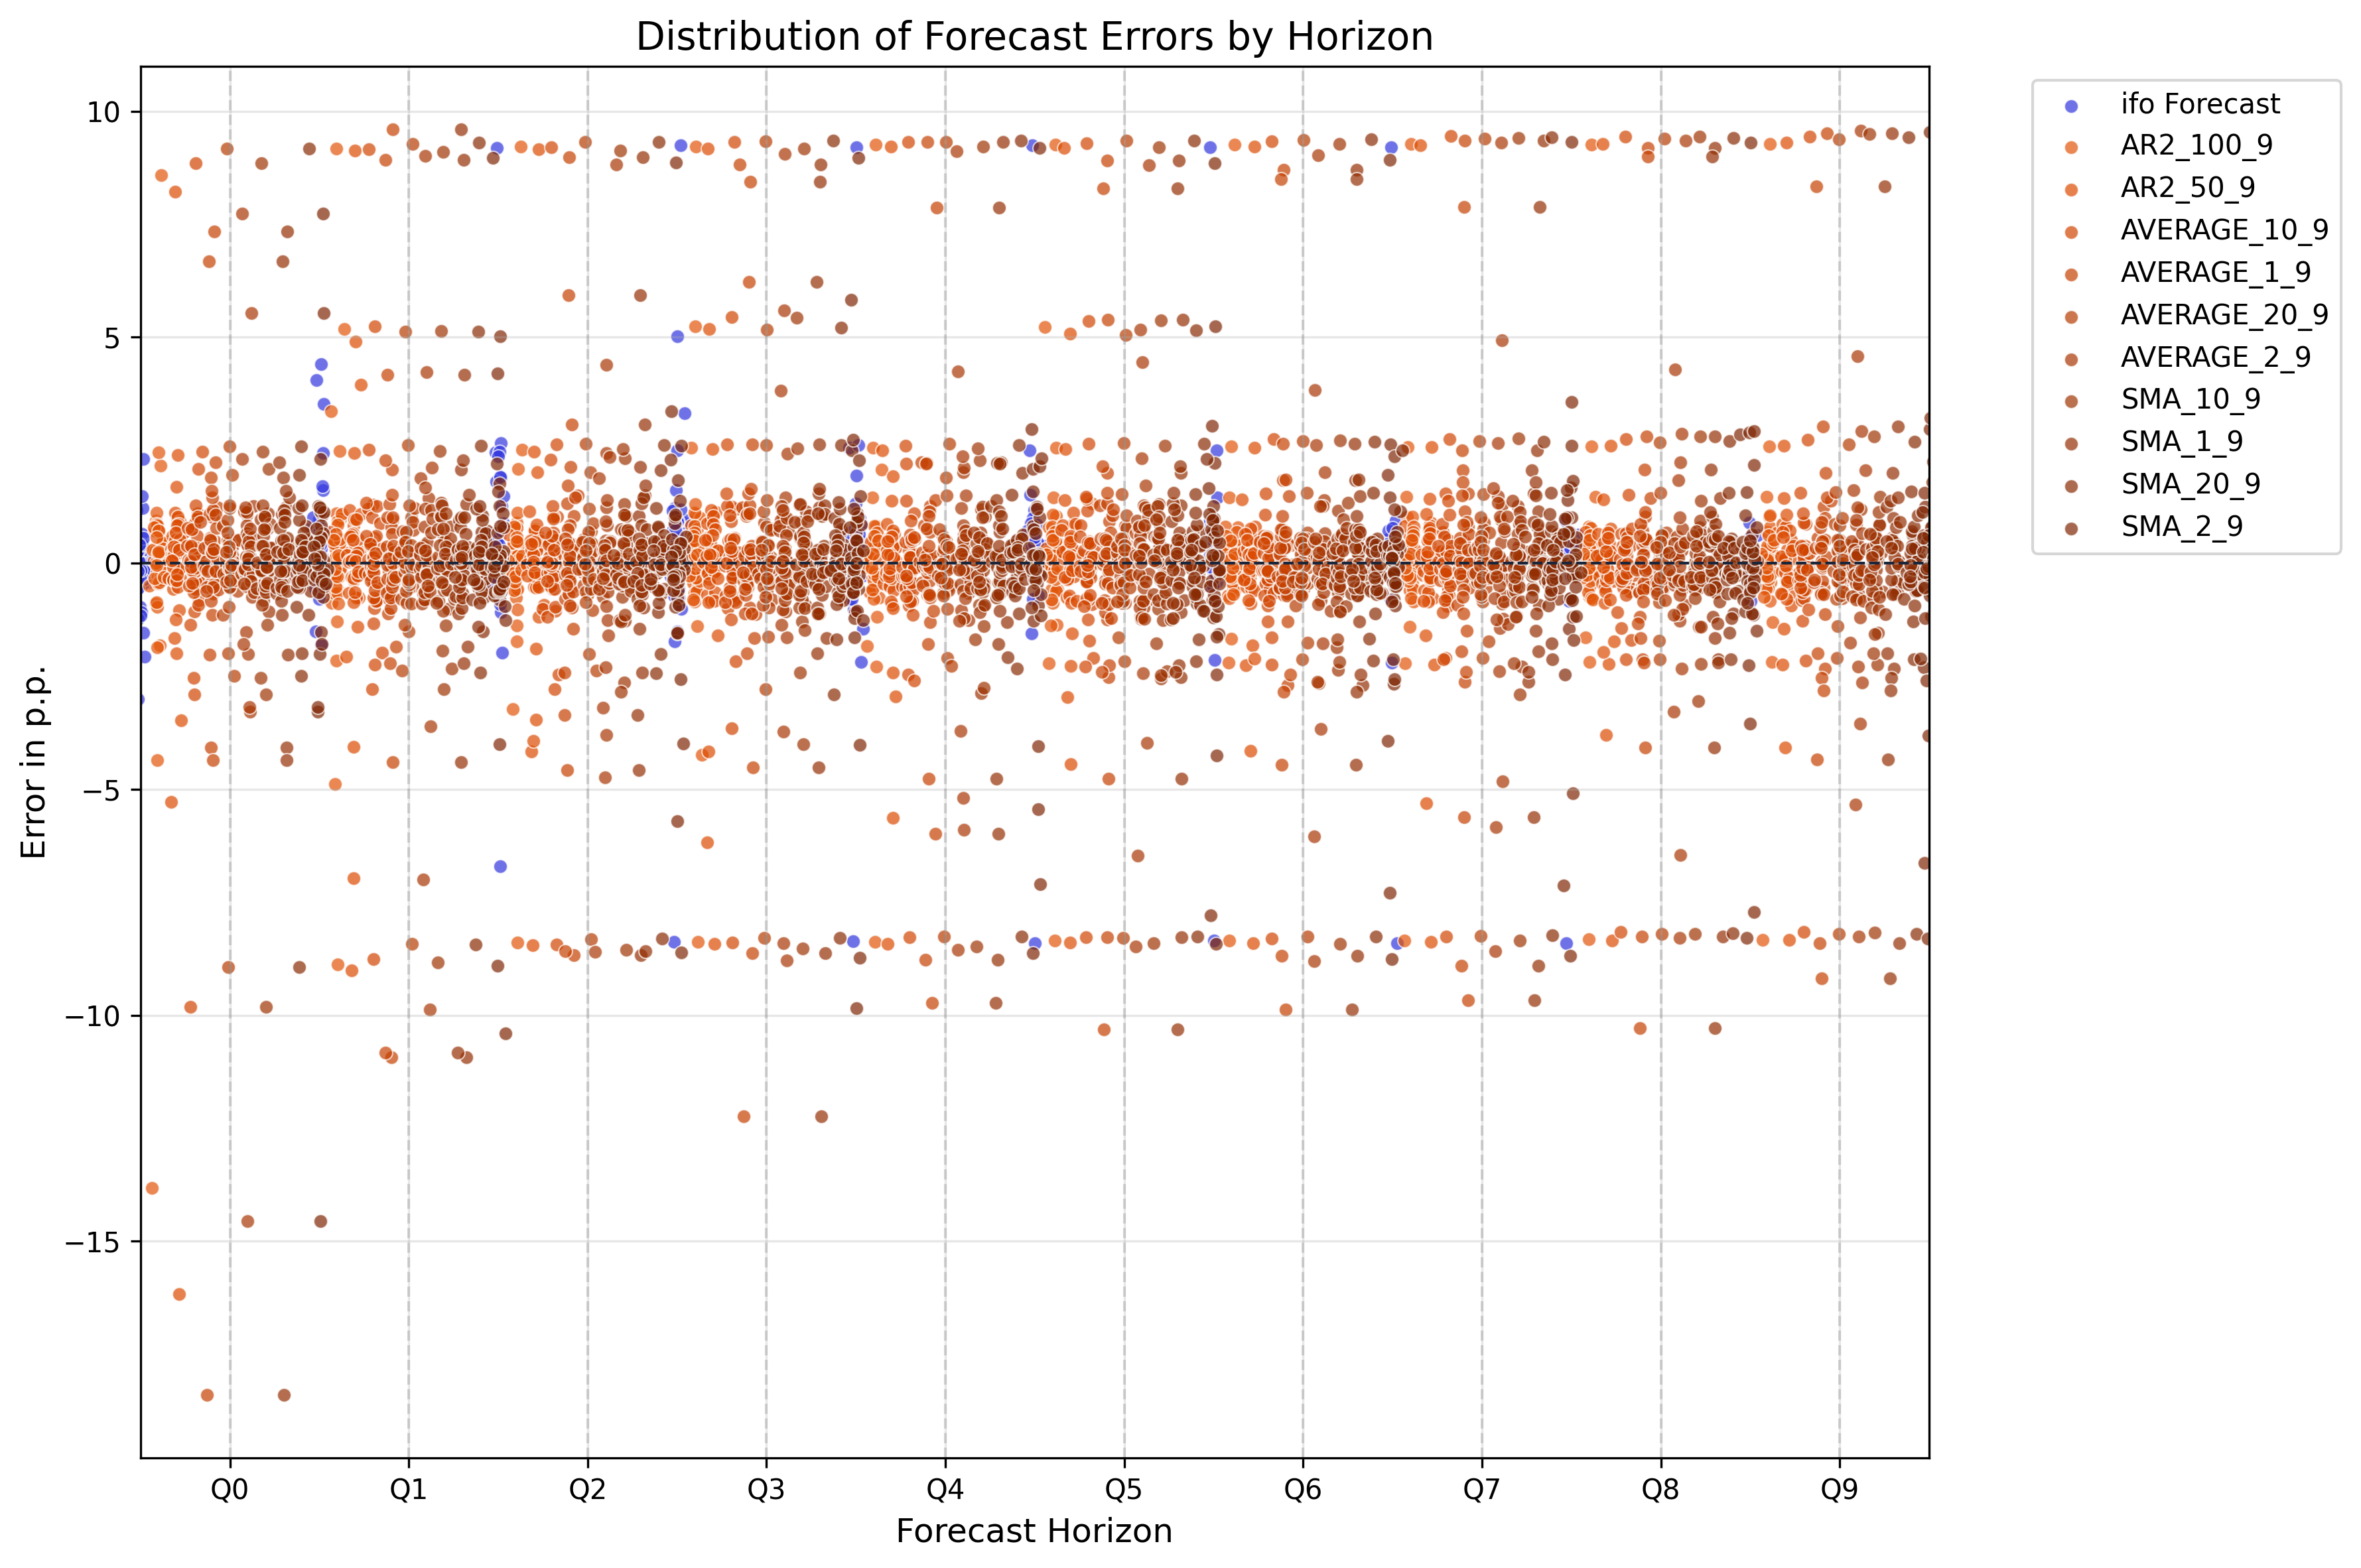 Distribution of Forecast Errors by Horizon
10
5
0
−5
−10
−15
Error in p.p.
Q0
Q1
Q2
Q3
Q4
Q5
Q6
Q7
Q8
Q9
Forecast Horizon
ifo Forecast
AR2_100_9
AR2_50_9
AVERAGE_10_9
AVERAGE_1_9
AVERAGE_20_9
AVERAGE_2_9
SMA_10_9
SMA_1_9
SMA_20_9
SMA_2_9